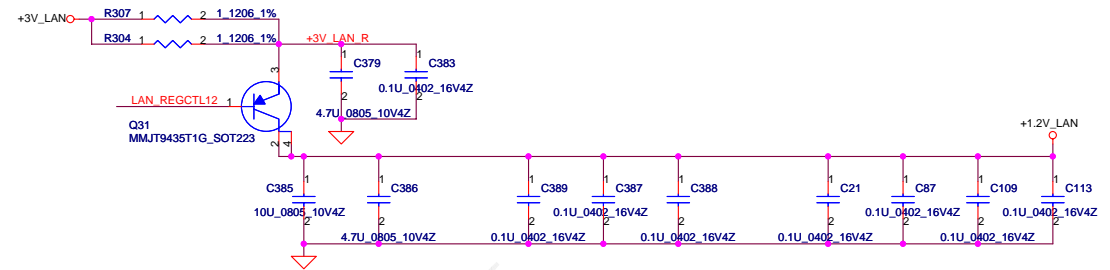 +3V_LAN
R307 1 2 1_1206_1%
R304 1 2 1_1206_1%
+3V_LAN_R
3
1
C379
2
4.7U_0805_10V4Z
1
C383
0.1U_0402_16V4Z
2
LAN_REGCTL12 1
Q31
MMJT9435T1G_SOT223
2 4
+1.2V_LAN
1
C385
10U_0805_10V4Z
2
1
C386
2
4.7U_0805_10V4Z
1
C389
2
0.1U_0402_16V4Z
1
C387
0.1U_0402_16V4Z
2
1
C388
2
0.1U_0402_16V4Z
1
C21
2
0.1U_0402_16V4Z
1
C87
0.1U_0402_16V4Z
2
1
C109
2
0.1U_0402_16V4Z
1
C113
0.1U_0402_16V4Z
2